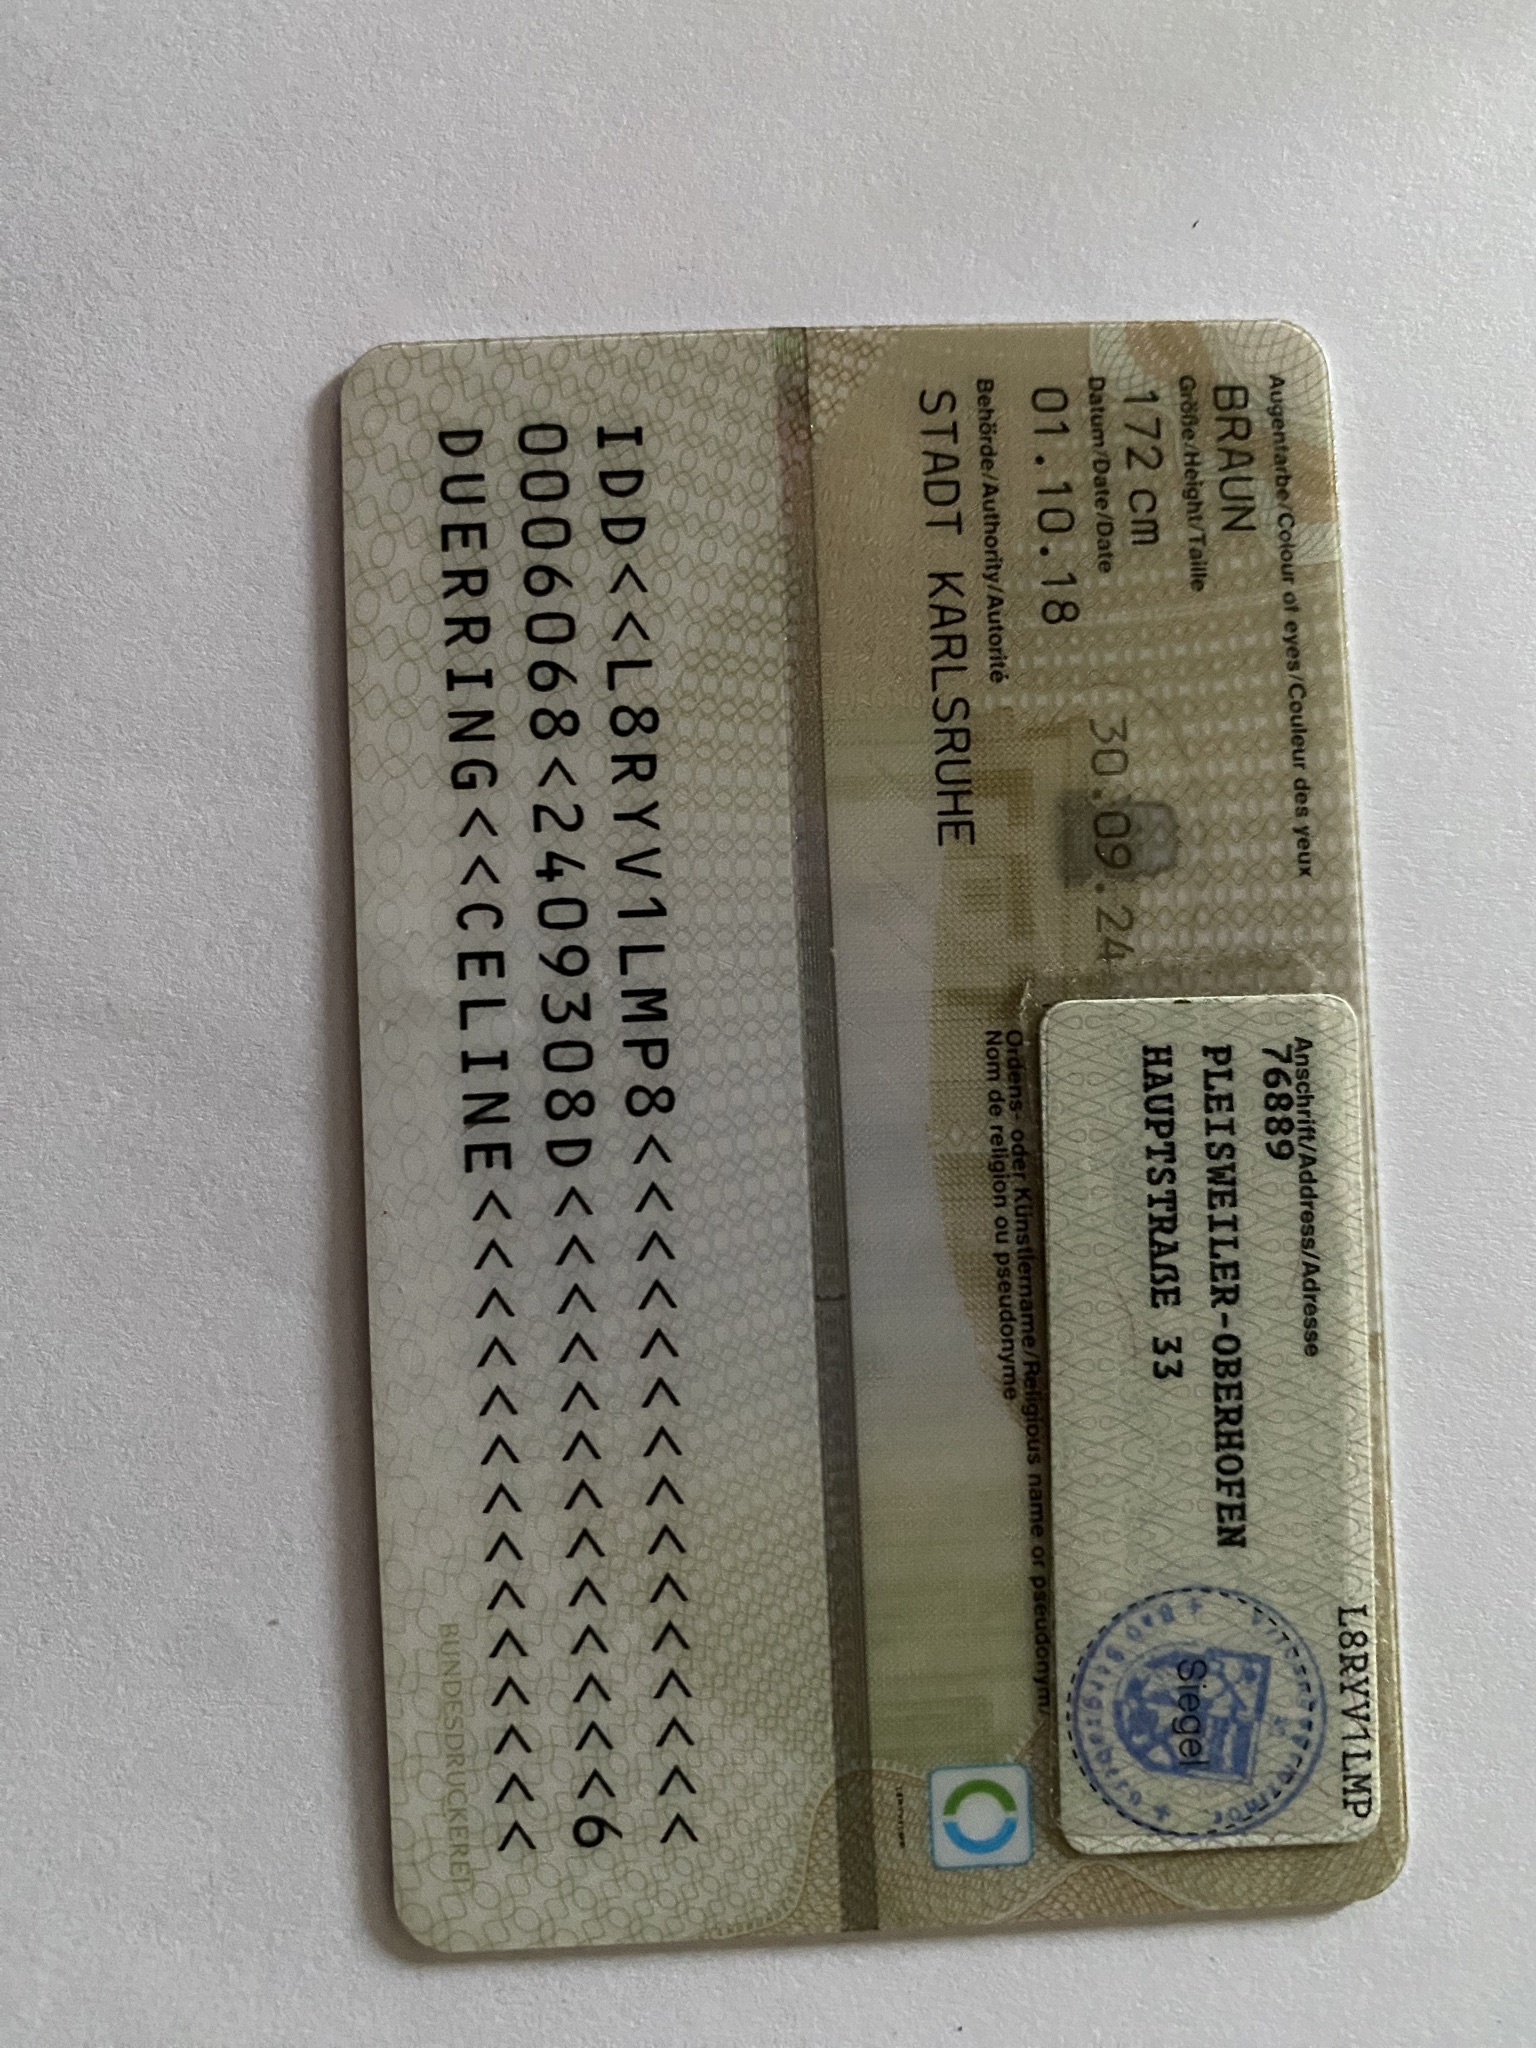 Augenfarbe/Colour of eyes/Couleur des yeux
BRAUN
Größe/Height/Taille
172 cm
Datum/Date/Date
01.10.18
30.09.24
Behörde/Authority/Autorité
STADT KARLSRUHE
L8RYV1LMP
Anschrift/Address/Adresse
76889
PLEISWEILER-OBERHOFEN
HAUPTSTRAßE 33
Siegel
Ordens- oder Künstlername/Religious name or pseudonym/
Nom de religion ou pseudonyme
IDD<<L8RYV1LMP8<<<<<<<<<<<<<<<
0006068<2409308D<<<<<<<<<<<<<6
DUERRING<<CELINE<<<<<<<<<<<<<<
BUNDESDRUCKEREI